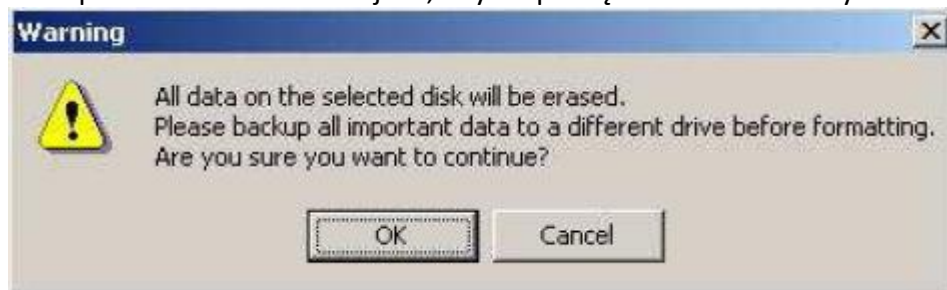 Warning
All data on the selected disk will be erased.
Please backup all important data to a different drive before formatting.
Are you sure you want to continue?
OK Cancel